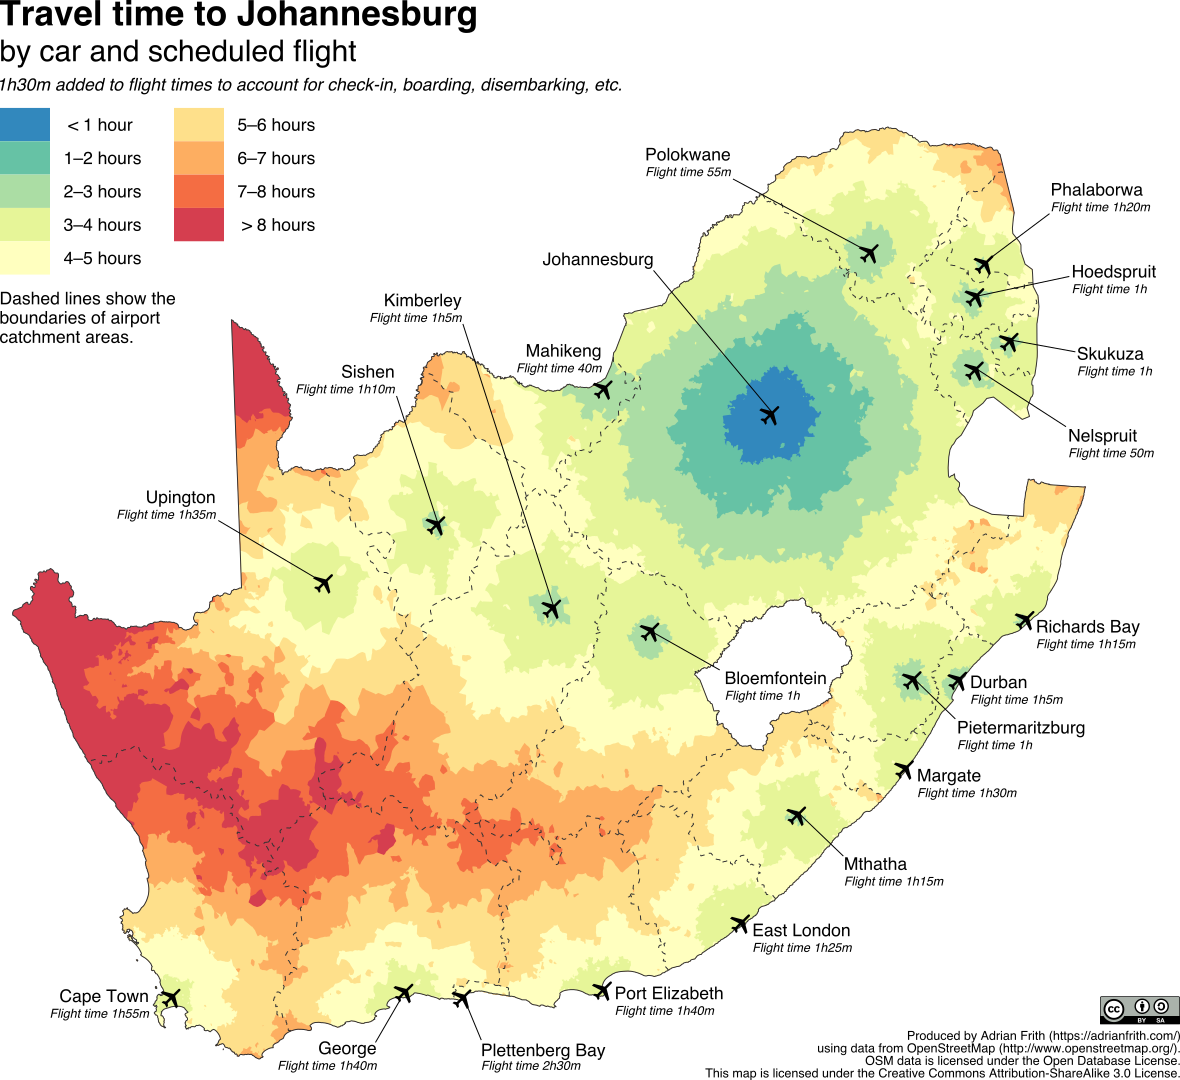 Travel time to Johannesburg
by car and scheduled flight
1h30m added to flight times to account for check-in, boarding, disembarking, etc.
< 1 hour
1–2 hours
2–3 hours
3–4 hours
4–5 hours
5–6 hours
6–7 hours
7–8 hours
> 8 hours
Dashed lines show the
boundaries of airport
catchment areas.
Polokwane
Flight time 55m
Phalaborwa
Flight time 1h20m
Johannesburg
Hoedspruit
Flight time 1h
Kimberley
Flight time 1h5m
Mahikeng
Flight time 40m
Skukuza
Flight time 1h
Sishen
Flight time 1h10m
Nelspruit
Flight time 50m
Upington
Flight time 1h35m
Richards Bay
Flight time 1h15m
Bloemfontein
Flight time 1h
Durban
Flight time 1h5m
Pietermaritzburg
Flight time 1h
Margate
Flight time 1h30m
Mthatha
Flight time 1h15m
East London
Flight time 1h25m
Cape Town
Flight time 1h55m
Port Elizabeth
Flight time 1h40m
George
Flight time 1h40m
Plettenberg Bay
Flight time 2h30m
cc
BY SA
Produced by Adrian Frith (https://adrianfrith.com/)
using data from OpenStreetMap (http://www.openstreetmap.org/).
OSM data is licensed under the Open Database License.
This map is licensed under the Creative Commons Attribution-ShareAlike 3.0 License.